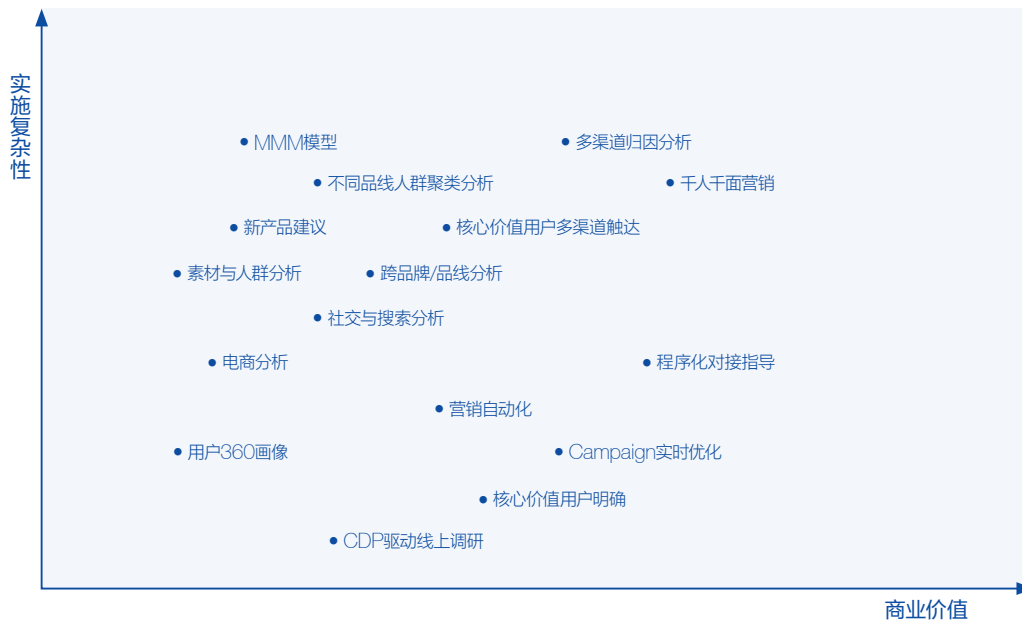 实施复杂性
MMM模型
多渠道归因分析
不同品线人群聚类分析
千人千面营销
新产品建议
核心价值用户多渠道触达
素材与人群分析
跨品牌/品线分析
社交与搜索分析
电商分析
程序化对接指导
营销自动化
用户360画像
Campaign实时优化
核心价值用户明确
CDP驱动线上调研
商业价值